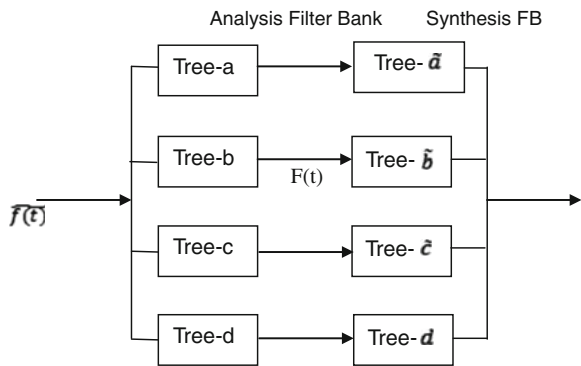 Analysis Filter Bank Synthesis FB
Tree-a Tree- ã
Tree-b Tree- b̃
F(t)
f(t)
Tree-c Tree- c̃
Tree-d Tree- d